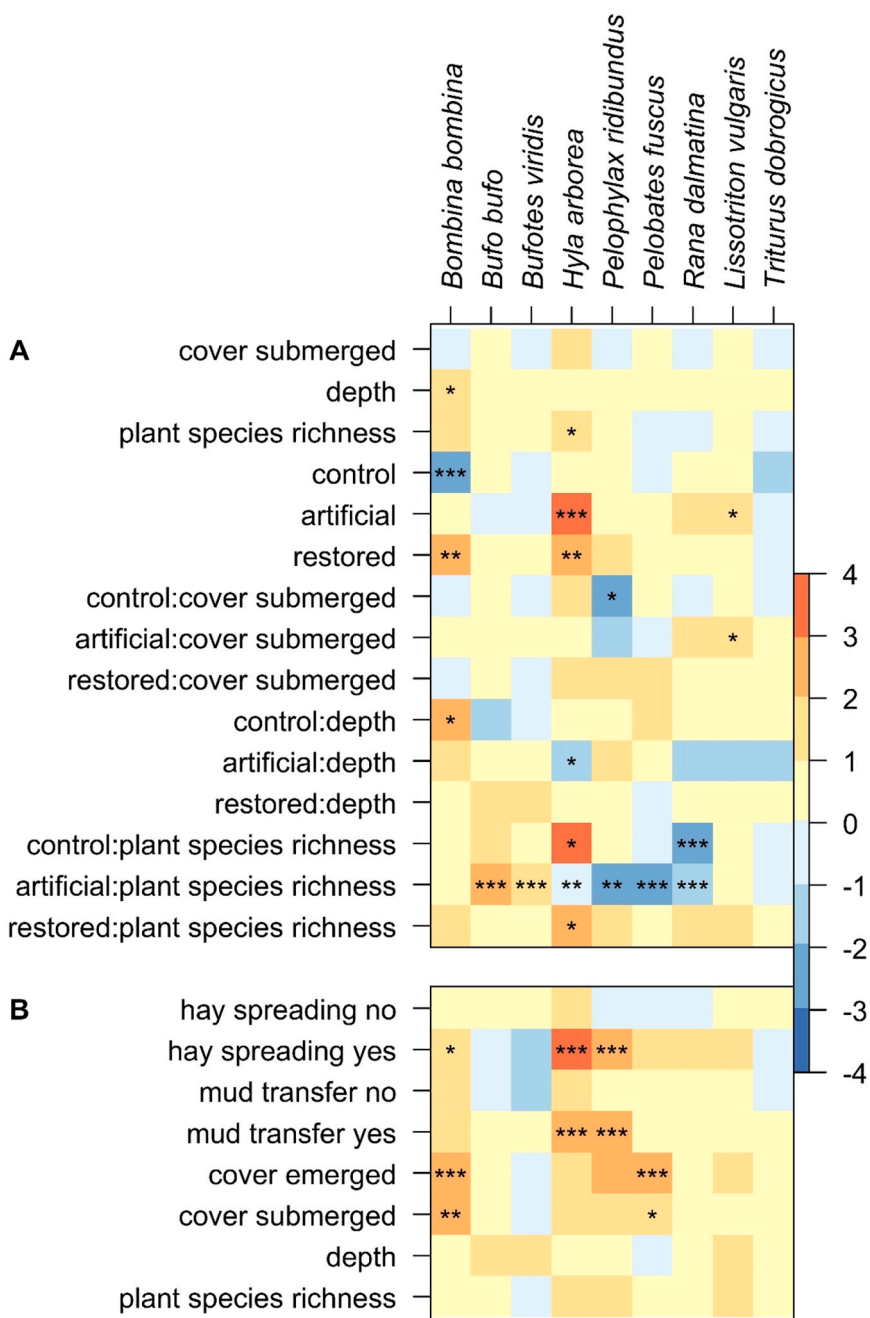 Bombina bombina
Bufo bufo
Bufotes viridis
Hyla arborea
Pelophylax ridibundus
Pelobates fuscus
Rana dalmatina
Lissotriton vulgaris
Triturus dobrogicus
A
cover submerged
depth *
plant species richness *
control ***
artificial *** *
restored ** **
control:cover submerged *
artificial:cover submerged *
restored:cover submerged
control:depth *
artificial:depth *
restored:depth
control:plant species richness * ***
artificial:plant species richness *** *** ** ** *** ***
restored:plant species richness *
4
3
2
1
0
-1
-2
-3
-4
B
hay spreading no
hay spreading yes * *** ***
mud transfer no
mud transfer yes *** ***
cover emerged *** ***
cover submerged ** *
depth
plant species richness